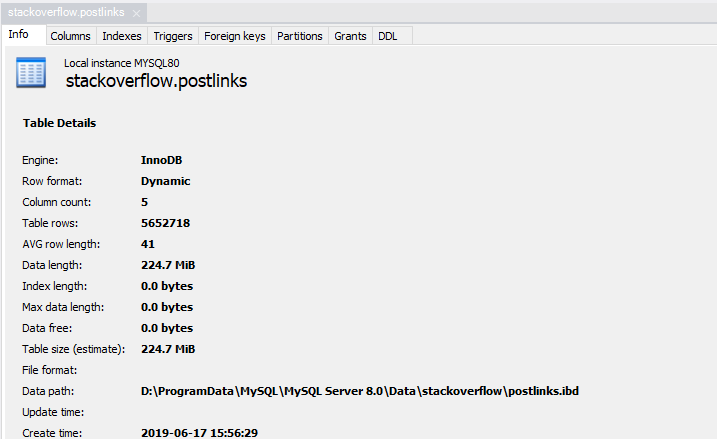 stackoverflow.postlinks ×
Info Columns Indexes Triggers Foreign keys Partitions Grants DDL
Local instance MYSQL80
stackoverflow.postlinks
Table Details
Engine: InnoDB
Row format: Dynamic
Column count: 5
Table rows: 5652718
AVG row length: 41
Data length: 224.7 MiB
Index length: 0.0 bytes
Max data length: 0.0 bytes
Data free: 0.0 bytes
Table size (estimate): 224.7 MiB
File format:
Data path: D:\ProgramData\MySQL\MySQL Server 8.0\Data\stackoverflow\postlinks.ibd
Update time:
Create time: 2019-06-17 15:56:29